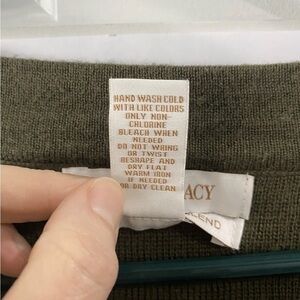 HAND WASH COLD
WITH LIKE COLORS
ONLY NON-
CHLORINE
BLEACH WHEN
NEEDED
DO NOT WRING
OR TWIST
RESHAPE AND
DRY FLAT
WARM IRON
IF NEEDED
OR DRY CLEAN
ACY
LEND